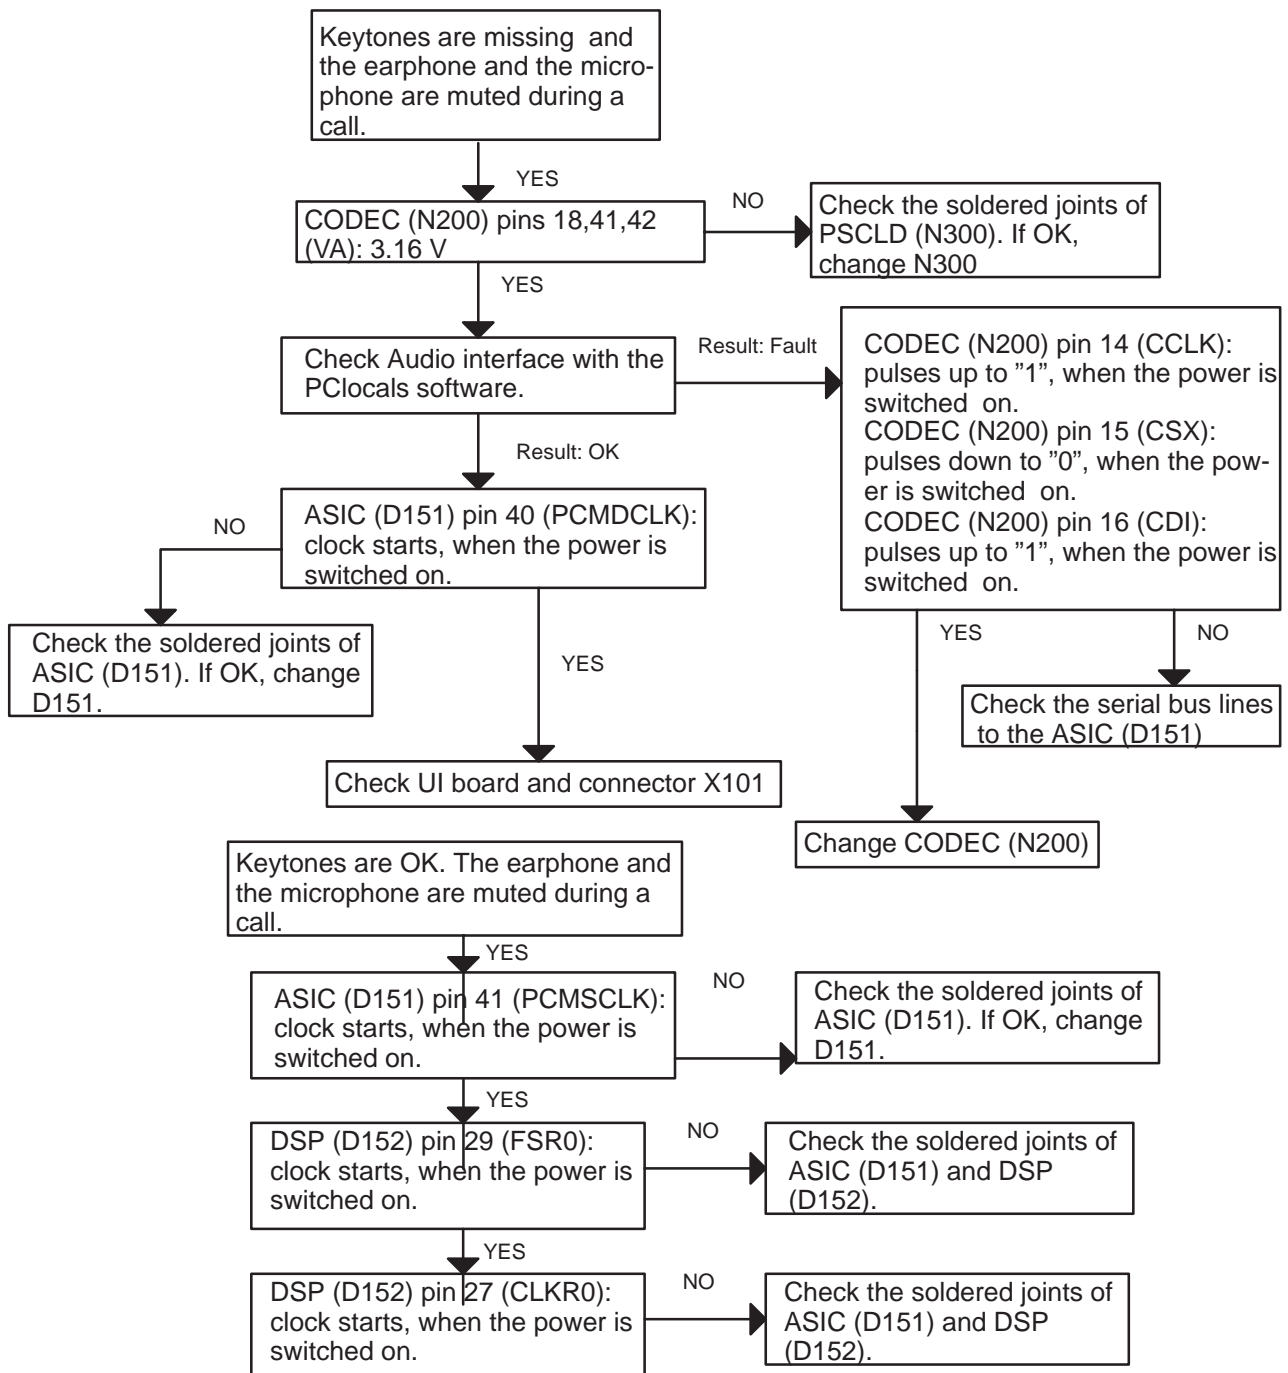 Keytones are missing and
the earphone and the micro-
phone are muted during a
call.
YES
CODEC (N200) pins 18,41,42
(VA): 3.16 V
NO
Check the soldered joints of
PSCLD (N300). If OK,
change N300
YES
Check Audio interface with the
PClocals software.
Result: Fault
CODEC (N200) pin 14 (CCLK):
pulses up to ”1”, when the power is
switched on.
CODEC (N200) pin 15 (CSX):
pulses down to ”0”, when the pow-
er is switched on.
CODEC (N200) pin 16 (CDI):
pulses up to ”1”, when the power is
switched on.
Result: OK
ASIC (D151) pin 40 (PCMDCLK):
clock starts, when the power is
switched on.
NO
Check the soldered joints of
ASIC (D151). If OK, change
D151.
YES
Check UI board and connector X101
YES
NO
Check the serial bus lines
to the ASIC (D151)
Change CODEC (N200)
Keytones are OK. The earphone and
the microphone are muted during a
call.
YES
ASIC (D151) pin 41 (PCMSCLK):
clock starts, when the power is
switched on.
NO
Check the soldered joints of
ASIC (D151). If OK, change
D151.
YES
DSP (D152) pin 29 (FSR0):
clock starts, when the power is
switched on.
NO
Check the soldered joints of
ASIC (D151) and DSP
(D152).
YES
DSP (D152) pin 27 (CLKR0):
clock starts, when the power is
switched on.
NO
Check the soldered joints of
ASIC (D151) and DSP
(D152).